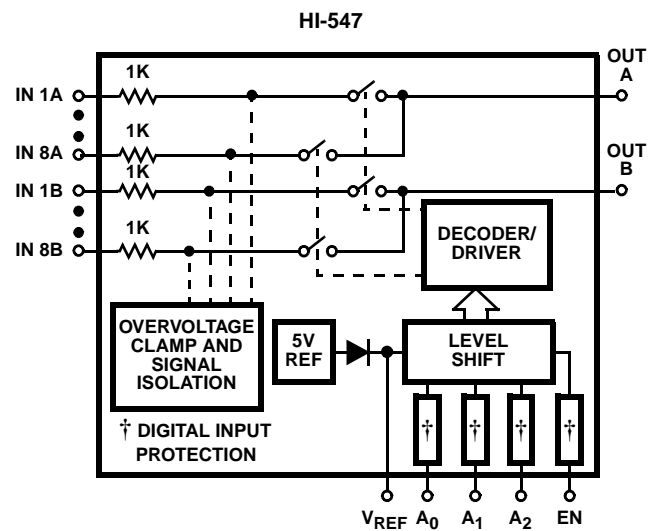 HI-547
OUT
A
1K
IN 1A
1K
IN 8A
1K
OUT
B
IN 1B
1K
IN 8B
DECODER/
DRIVER
OVERVOLTAGE
CLAMP AND
SIGNAL
ISOLATION
5V
REF
LEVEL
SHIFT
† † † †
† DIGITAL INPUT
PROTECTION
VREF A0 A1 A2 EN